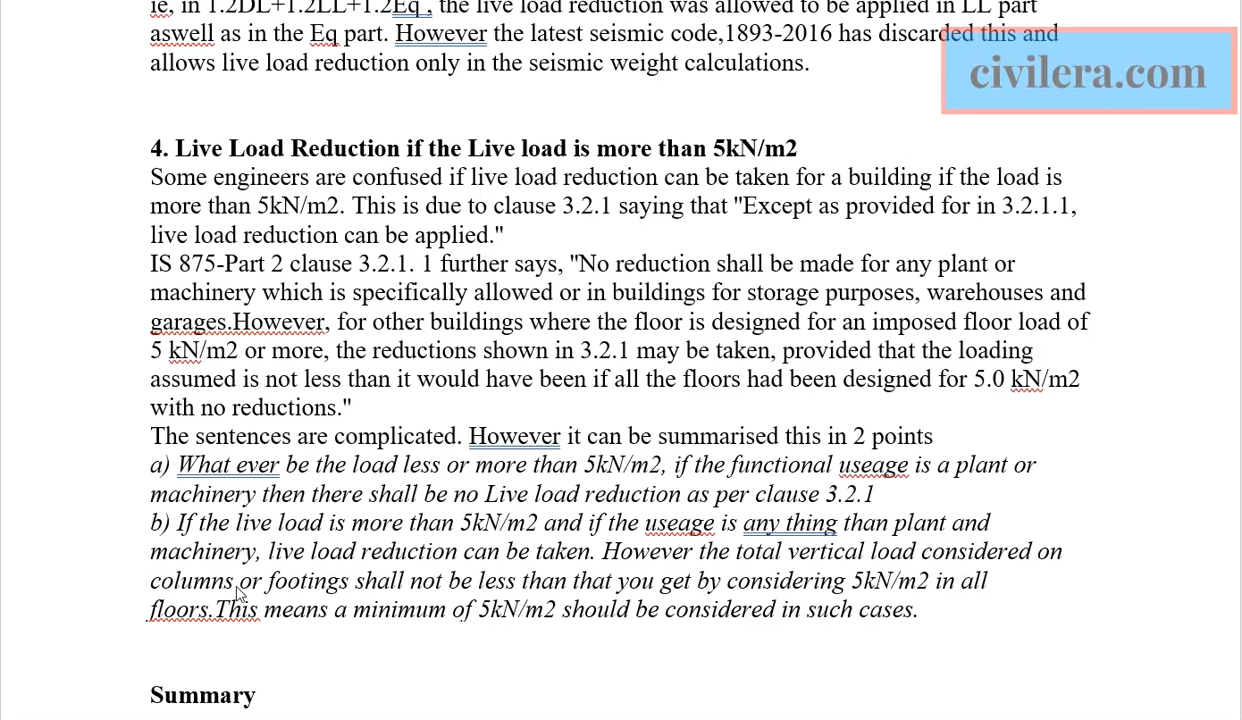 ie, in 1.2DL+1.2LL+1.2Eq , the live load reduction was allowed to be applied in LL part
aswell as in the Eq part. However the latest seismic code,1893-2016 has discarded this and
allows live load reduction only in the seismic weight calculations.
civilera.com
4. Live Load Reduction if the Live load is more than 5kN/m2
Some engineers are confused if live load reduction can be taken for a building if the load is
more than 5kN/m2. This is due to clause 3.2.1 saying that "Except as provided for in 3.2.1.1,
live load reduction can be applied."
IS 875-Part 2 clause 3.2.1. 1 further says, "No reduction shall be made for any plant or
machinery which is specifically allowed or in buildings for storage purposes, warehouses and
garages.However, for other buildings where the floor is designed for an imposed floor load of
5 kN/m2 or more, the reductions shown in 3.2.1 may be taken, provided that the loading
assumed is not less than it would have been if all the floors had been designed for 5.0 kN/m2
with no reductions."
The sentences are complicated. However it can be summarised this in 2 points
a) What ever be the load less or more than 5kN/m2, if the functional useage is a plant or
machinery then there shall be no Live load reduction as per clause 3.2.1
b) If the live load is more than 5kN/m2 and if the useage is any thing than plant and
machinery, live load reduction can be taken. However the total vertical load considered on
columns or footings shall not be less than that you get by considering 5kN/m2 in all
floors.This means a minimum of 5kN/m2 should be considered in such cases.
Summary